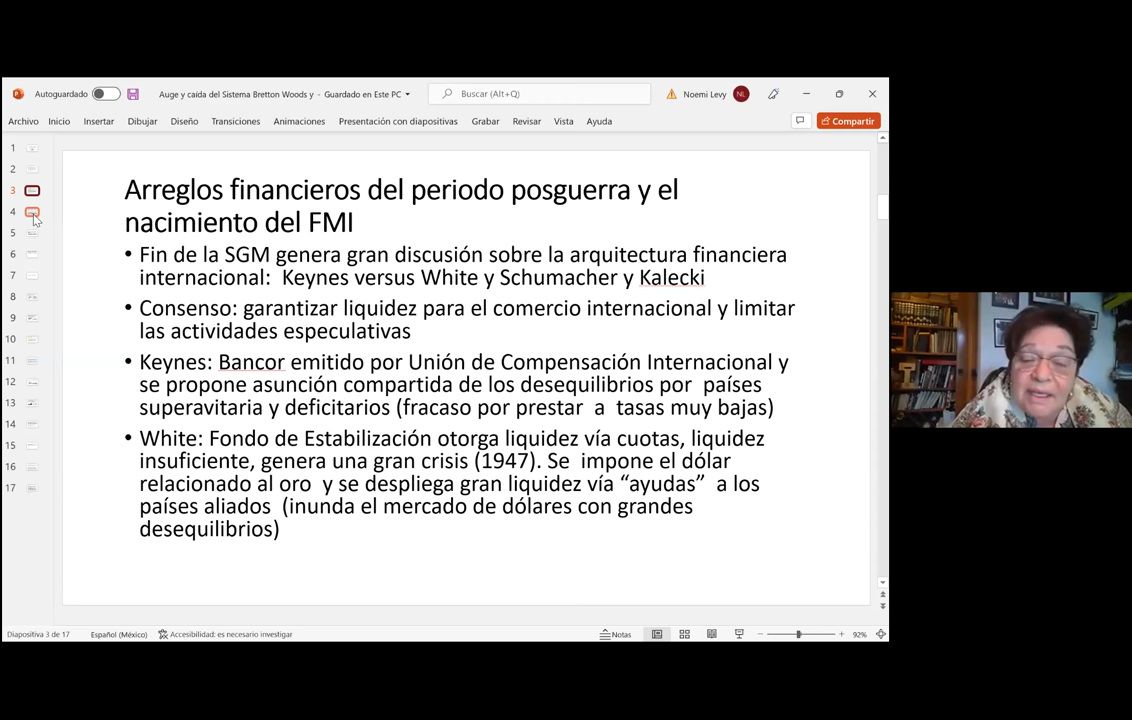 Autoguardado
Auge y caída del Sistema Bretton Woods y - Guardado en Este PC
Buscar (Alt+Q)
Noemi Levy
NL
Archivo Inicio Insertar Dibujar Diseño Transiciones Animaciones Presentación con diapositivas Grabar Revisar Vista Ayuda
Compartir
1
2
3
4
5
6
7
8
9
10
11
12
13
14
15
16
17
Arreglos financieros del periodo posguerra y el
nacimiento del FMI
• Fin de la SGM genera gran discusión sobre la arquitectura financiera
internacional: Keynes versus White y Schumacher y Kalecki
• Consenso: garantizar liquidez para el comercio internacional y limitar
las actividades especulativas
• Keynes: Bancor emitido por Unión de Compensación Internacional y
se propone asunción compartida de los desequilibrios por países
superavitaria y deficitarios (fracaso por prestar a tasas muy bajas)
• White: Fondo de Estabilización otorga liquidez vía cuotas, liquidez
insuficiente, genera una gran crisis (1947). Se impone el dólar
relacionado al oro y se despliega gran liquidez vía “ayudas” a los
países aliados (inunda el mercado de dólares con grandes
desequilibrios)
Diapositiva 3 de 17 Español (México) Accesibilidad: es necesario investigar Notas 92%